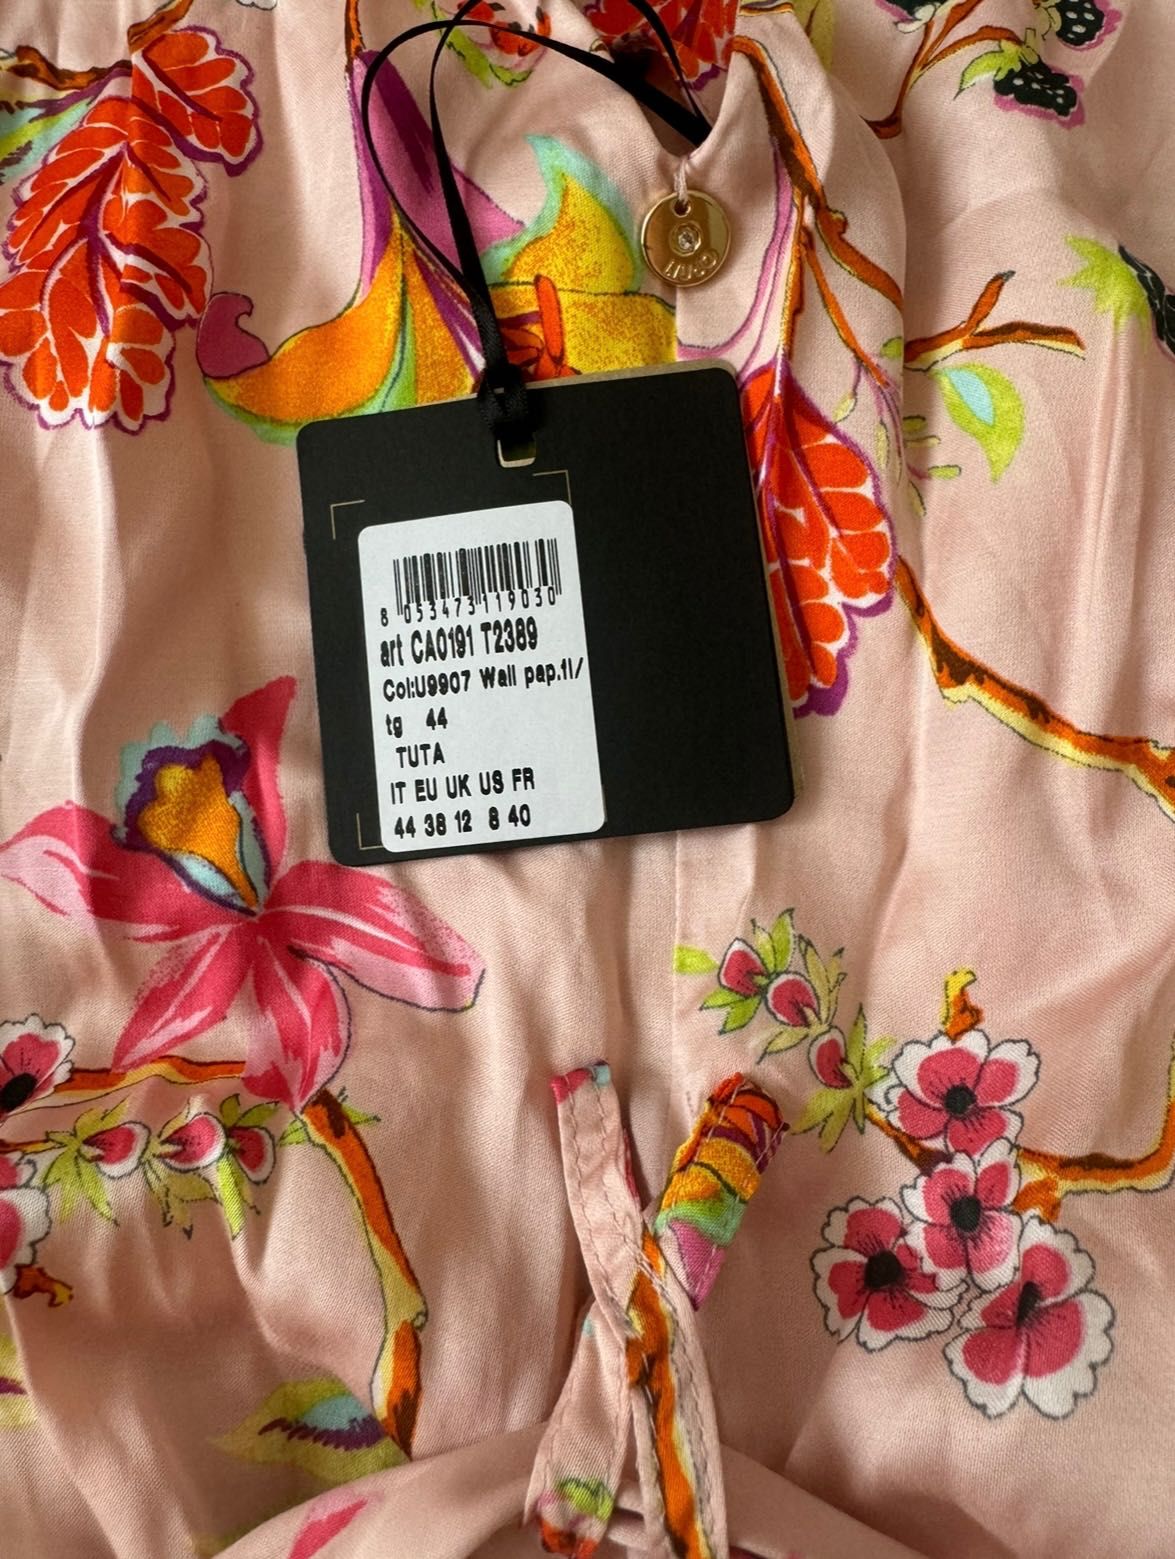 LIU·JO
8 053473 119030
art CA0191 T2389
Col:U9907 Wall pap.fl/
tg 44
TUTA
IT EU UK US FR
44 38 12 8 40